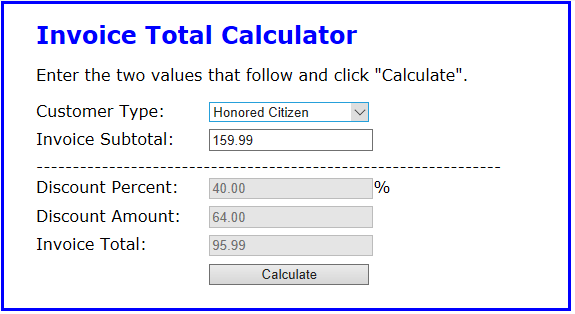 Invoice Total Calculator
Enter the two values that follow and click "Calculate".
Customer Type: Honored Citizen
Invoice Subtotal: 159.99
----------------------------------------------------------------
Discount Percent: 40.00 %
Discount Amount: 64.00
Invoice Total: 95.99
Calculate